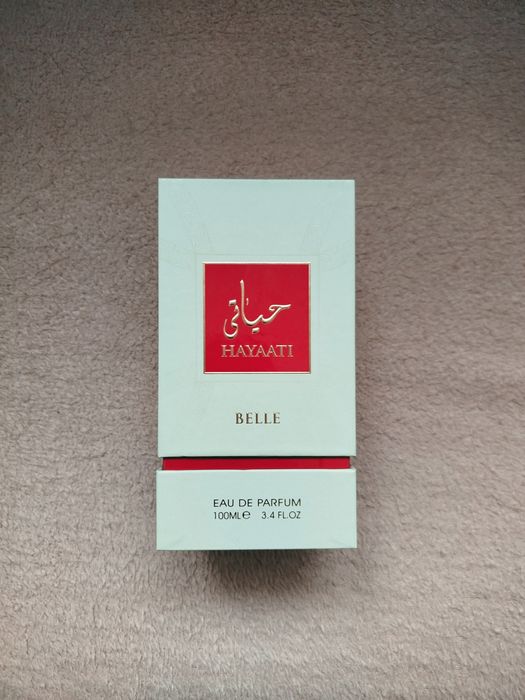 حياتي
HAYAATI
BELLE
EAU DE PARFUM
100ML℮ 3.4 FL.OZ